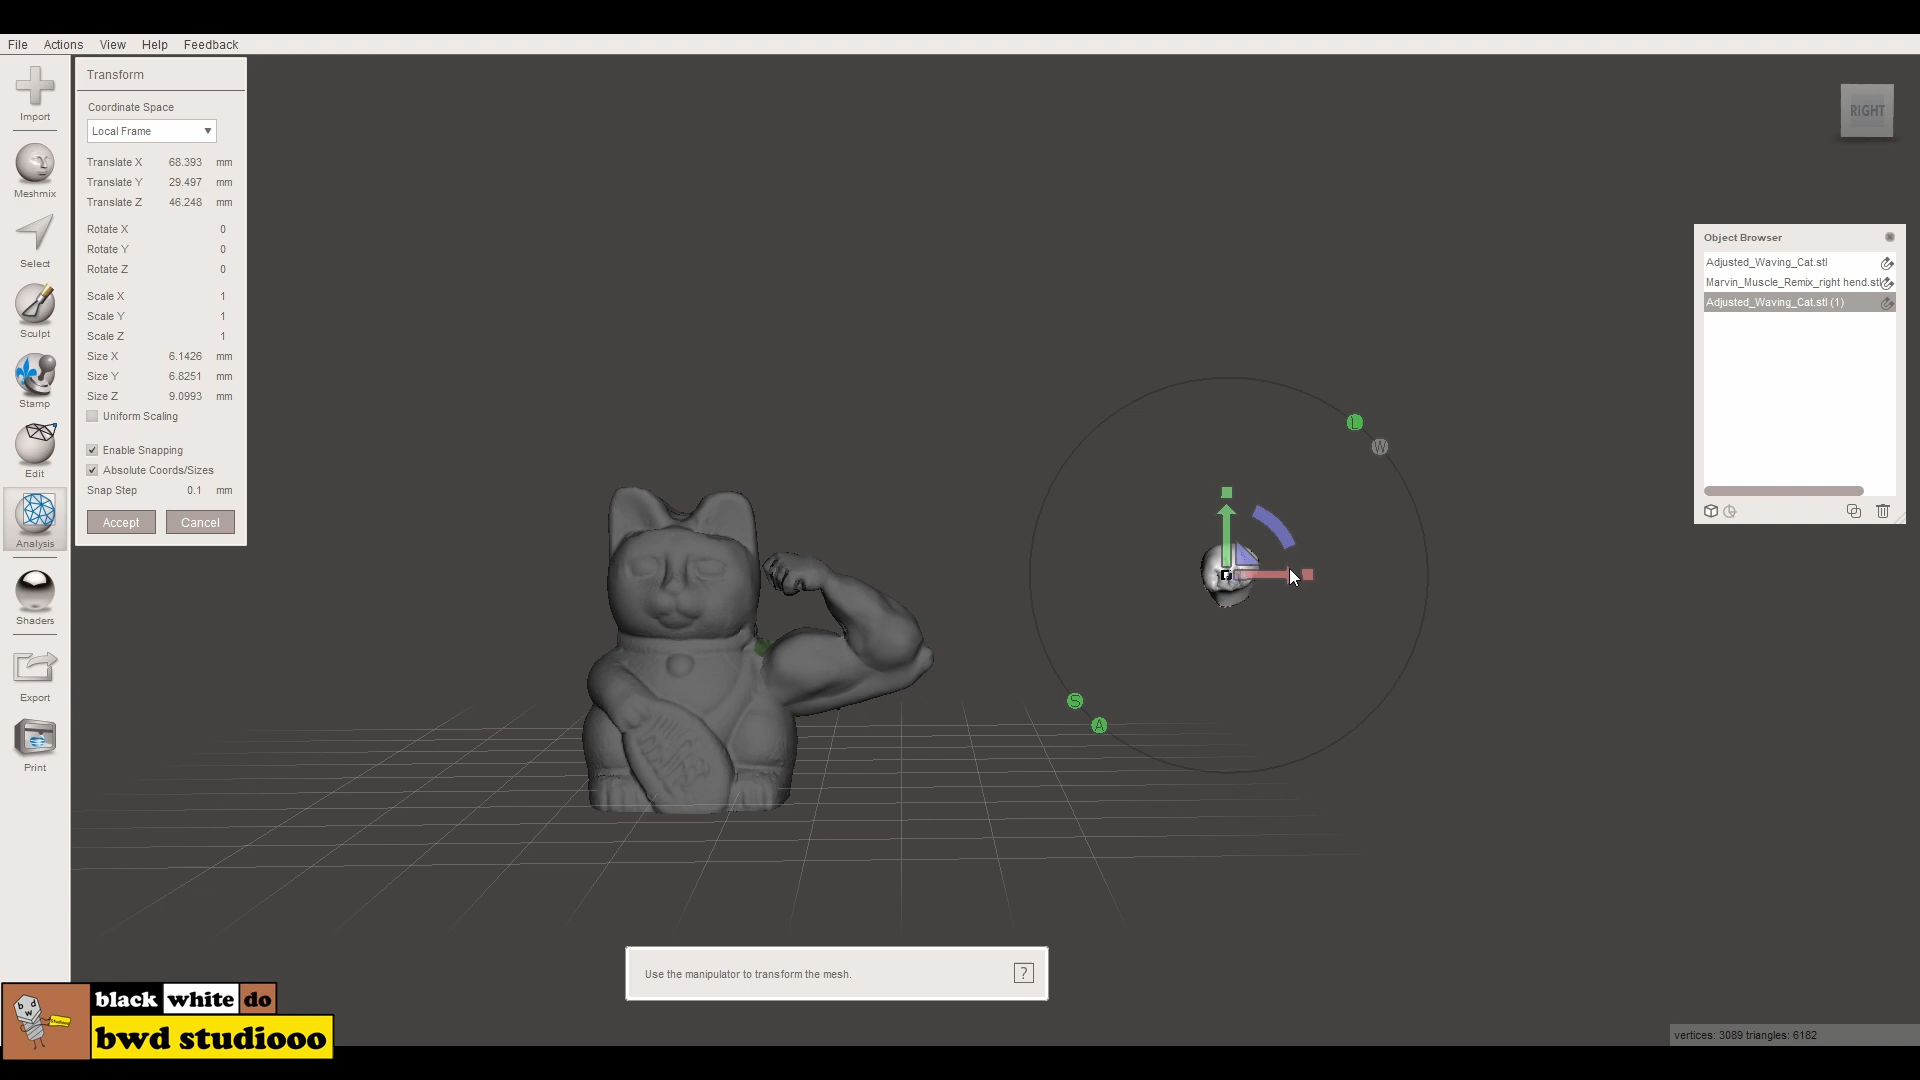 File Actions View Help Feedback
Import
Meshmix
Select
Sculpt
Stamp
Edit
Analysis
Shaders
Export
Print
Transform
Coordinate Space
Local Frame
Translate X 68.393 mm
Translate Y 29.497 mm
Translate Z 46.248 mm
Rotate X 0
Rotate Y 0
Rotate Z 0
Scale X 1
Scale Y 1
Scale Z 1
Size X 6.1426 mm
Size Y 6.8251 mm
Size Z 9.0993 mm
Uniform Scaling
Enable Snapping
Absolute Coords/Sizes
Snap Step 0.1 mm
Accept Cancel
RIGHT
Object Browser
Adjusted_Waving_Cat.stl
Marvin_Muscle_Remix_right hend.stl
Adjusted_Waving_Cat.stl (1)
L
W
S
A
Use the manipulator to transform the mesh. ?
black white do
bwd studiooo
vertices: 3089 triangles: 6182